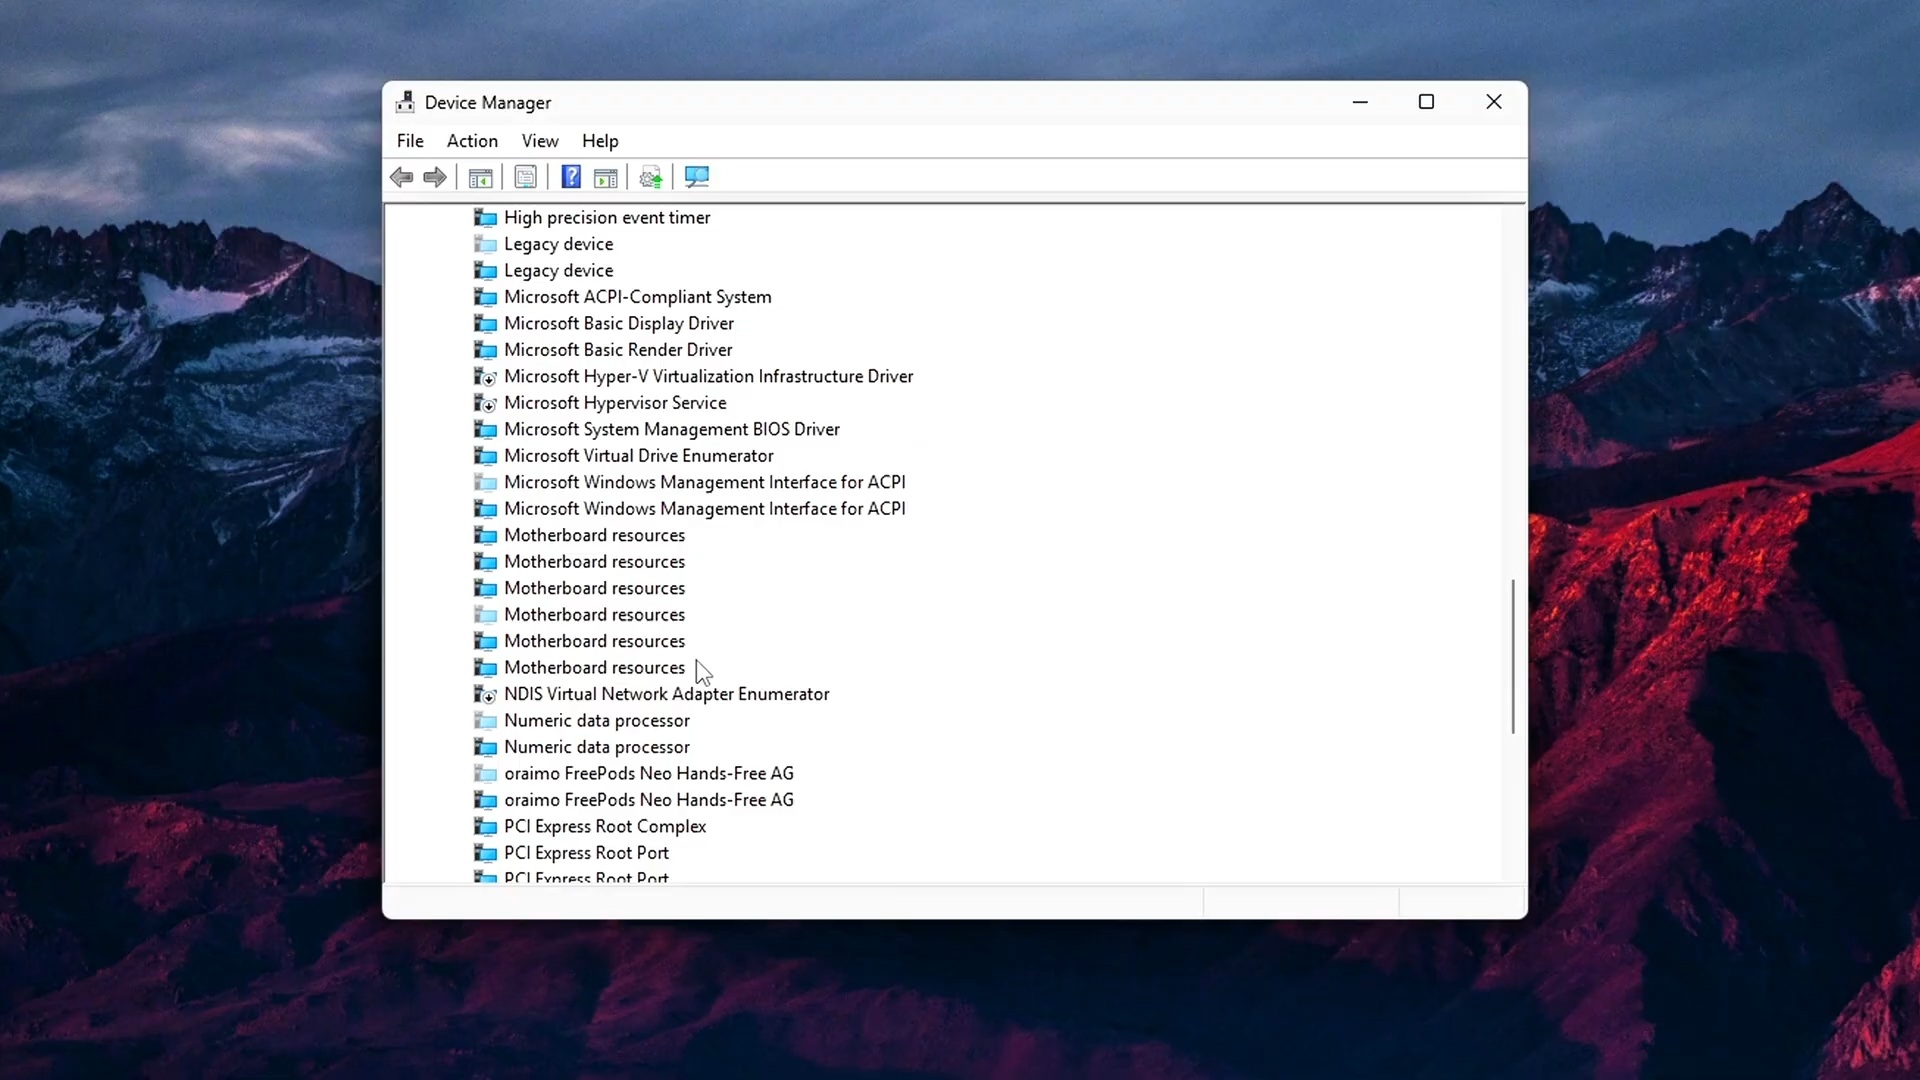 Device Manager
File Action View Help
High precision event timer
Legacy device
Legacy device
Microsoft ACPI-Compliant System
Microsoft Basic Display Driver
Microsoft Basic Render Driver
Microsoft Hyper-V Virtualization Infrastructure Driver
Microsoft Hypervisor Service
Microsoft System Management BIOS Driver
Microsoft Virtual Drive Enumerator
Microsoft Windows Management Interface for ACPI
Microsoft Windows Management Interface for ACPI
Motherboard resources
Motherboard resources
Motherboard resources
Motherboard resources
Motherboard resources
Motherboard resources
NDIS Virtual Network Adapter Enumerator
Numeric data processor
Numeric data processor
oraimo FreePods Neo Hands-Free AG
oraimo FreePods Neo Hands-Free AG
PCI Express Root Complex
PCI Express Root Port
PCI Express Root Port